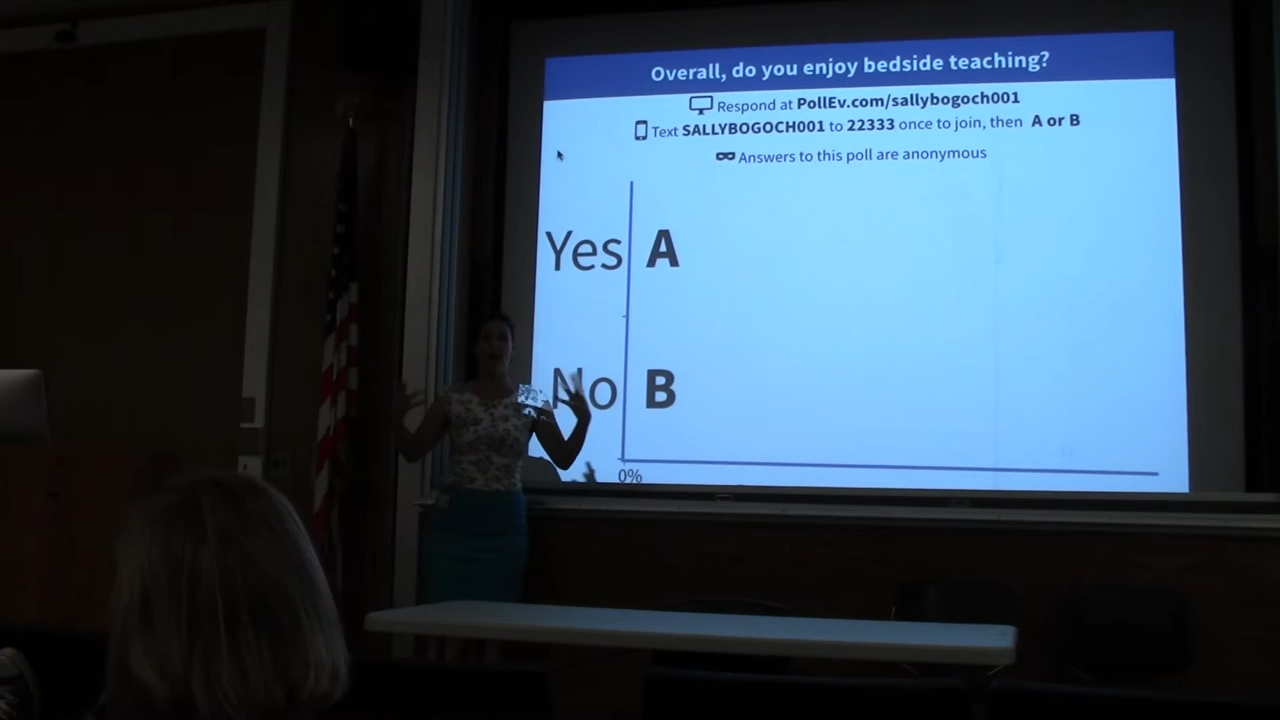 Overall, do you enjoy bedside teaching?
Respond at PollEv.com/sallybogoch001
Text SALLYBOGOCH001 to 22333 once to join, then A or B
Answers to this poll are anonymous
Yes A
No B
0%